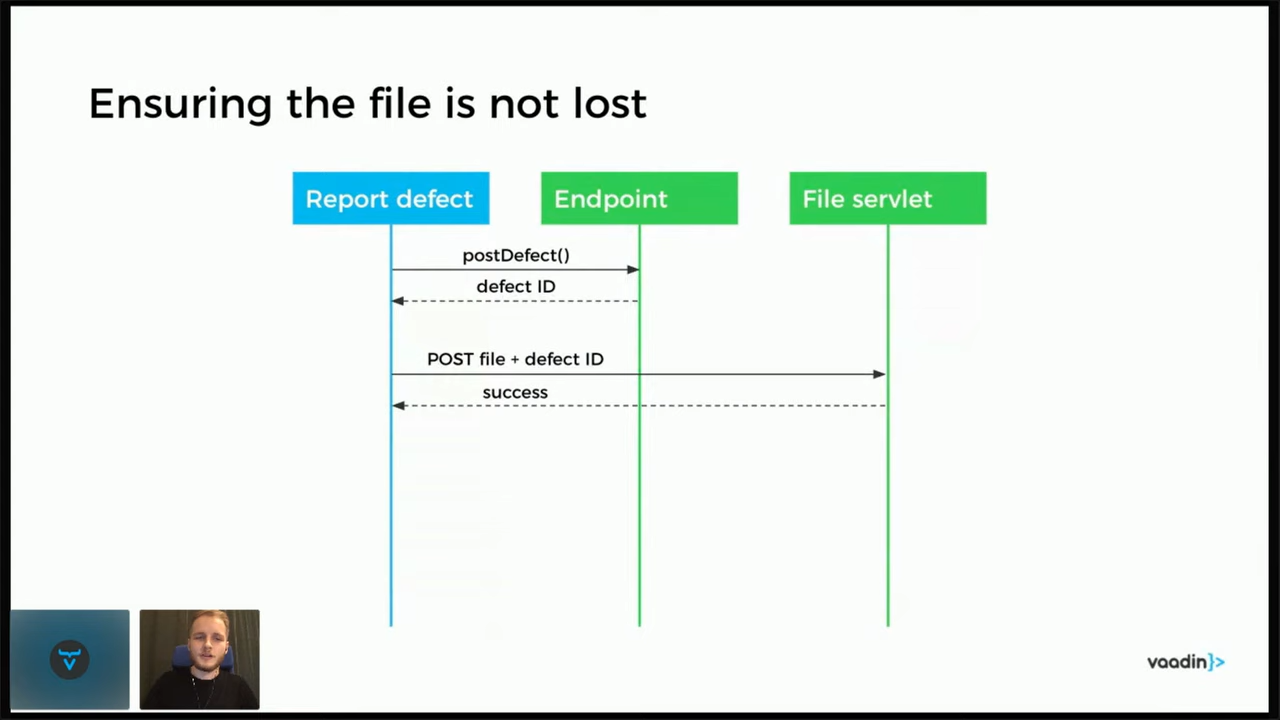 Ensuring the file is not lost
Report defect
Endpoint
File servlet
postDefect()
defect ID
POST file + defect ID
success
vaadin}>